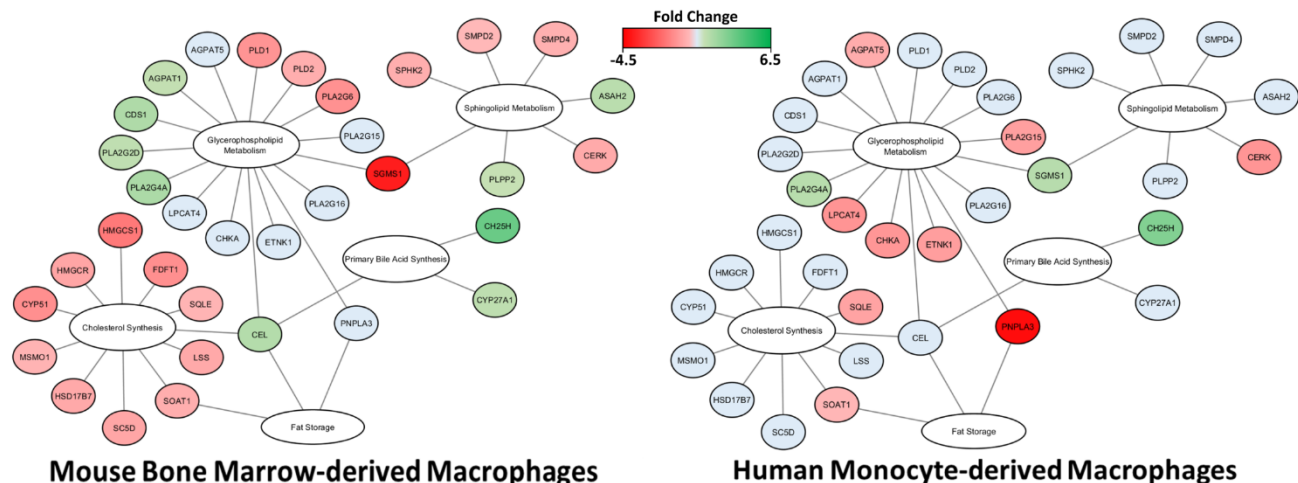 Fold Change
-4.5
6.5
AGPAT5
PLD1
PLD2
AGPAT1
PLA2G6
CDS1
PLA2G15
PLA2G2D
Glycerophospholipid
Metabolism
PLA2G4A
SGMS1
LPCAT4
PLA2G16
CHKA
ETNK1
SMPD2
SMPD4
SPHK2
Sphingolipid Metabolism
ASAH2
CERK
PLPP2
CH25H
Primary Bile Acid Synthesis
CYP27A1
HMGCS1
HMGCR
FDFT1
CYP51
SQLE
Cholesterol Synthesis
CEL
PNPLA3
MSMO1
LSS
HSD17B7
SOAT1
SC5D
Fat Storage
Mouse Bone Marrow-derived Macrophages
AGPAT5
PLD1
PLD2
AGPAT1
PLA2G6
CDS1
PLA2G15
PLA2G2D
Glycerophospholipid
Metabolism
PLA2G4A
SGMS1
LPCAT4
PLA2G16
CHKA
ETNK1
SMPD2
SMPD4
SPHK2
Sphingolipid Metabolism
ASAH2
CERK
PLPP2
CH25H
Primary Bile Acid Synthesis
CYP27A1
HMGCS1
HMGCR
FDFT1
CYP51
SQLE
Cholesterol Synthesis
CEL
PNPLA3
MSMO1
LSS
HSD17B7
SOAT1
SC5D
Fat Storage
Human Monocyte-derived Macrophages